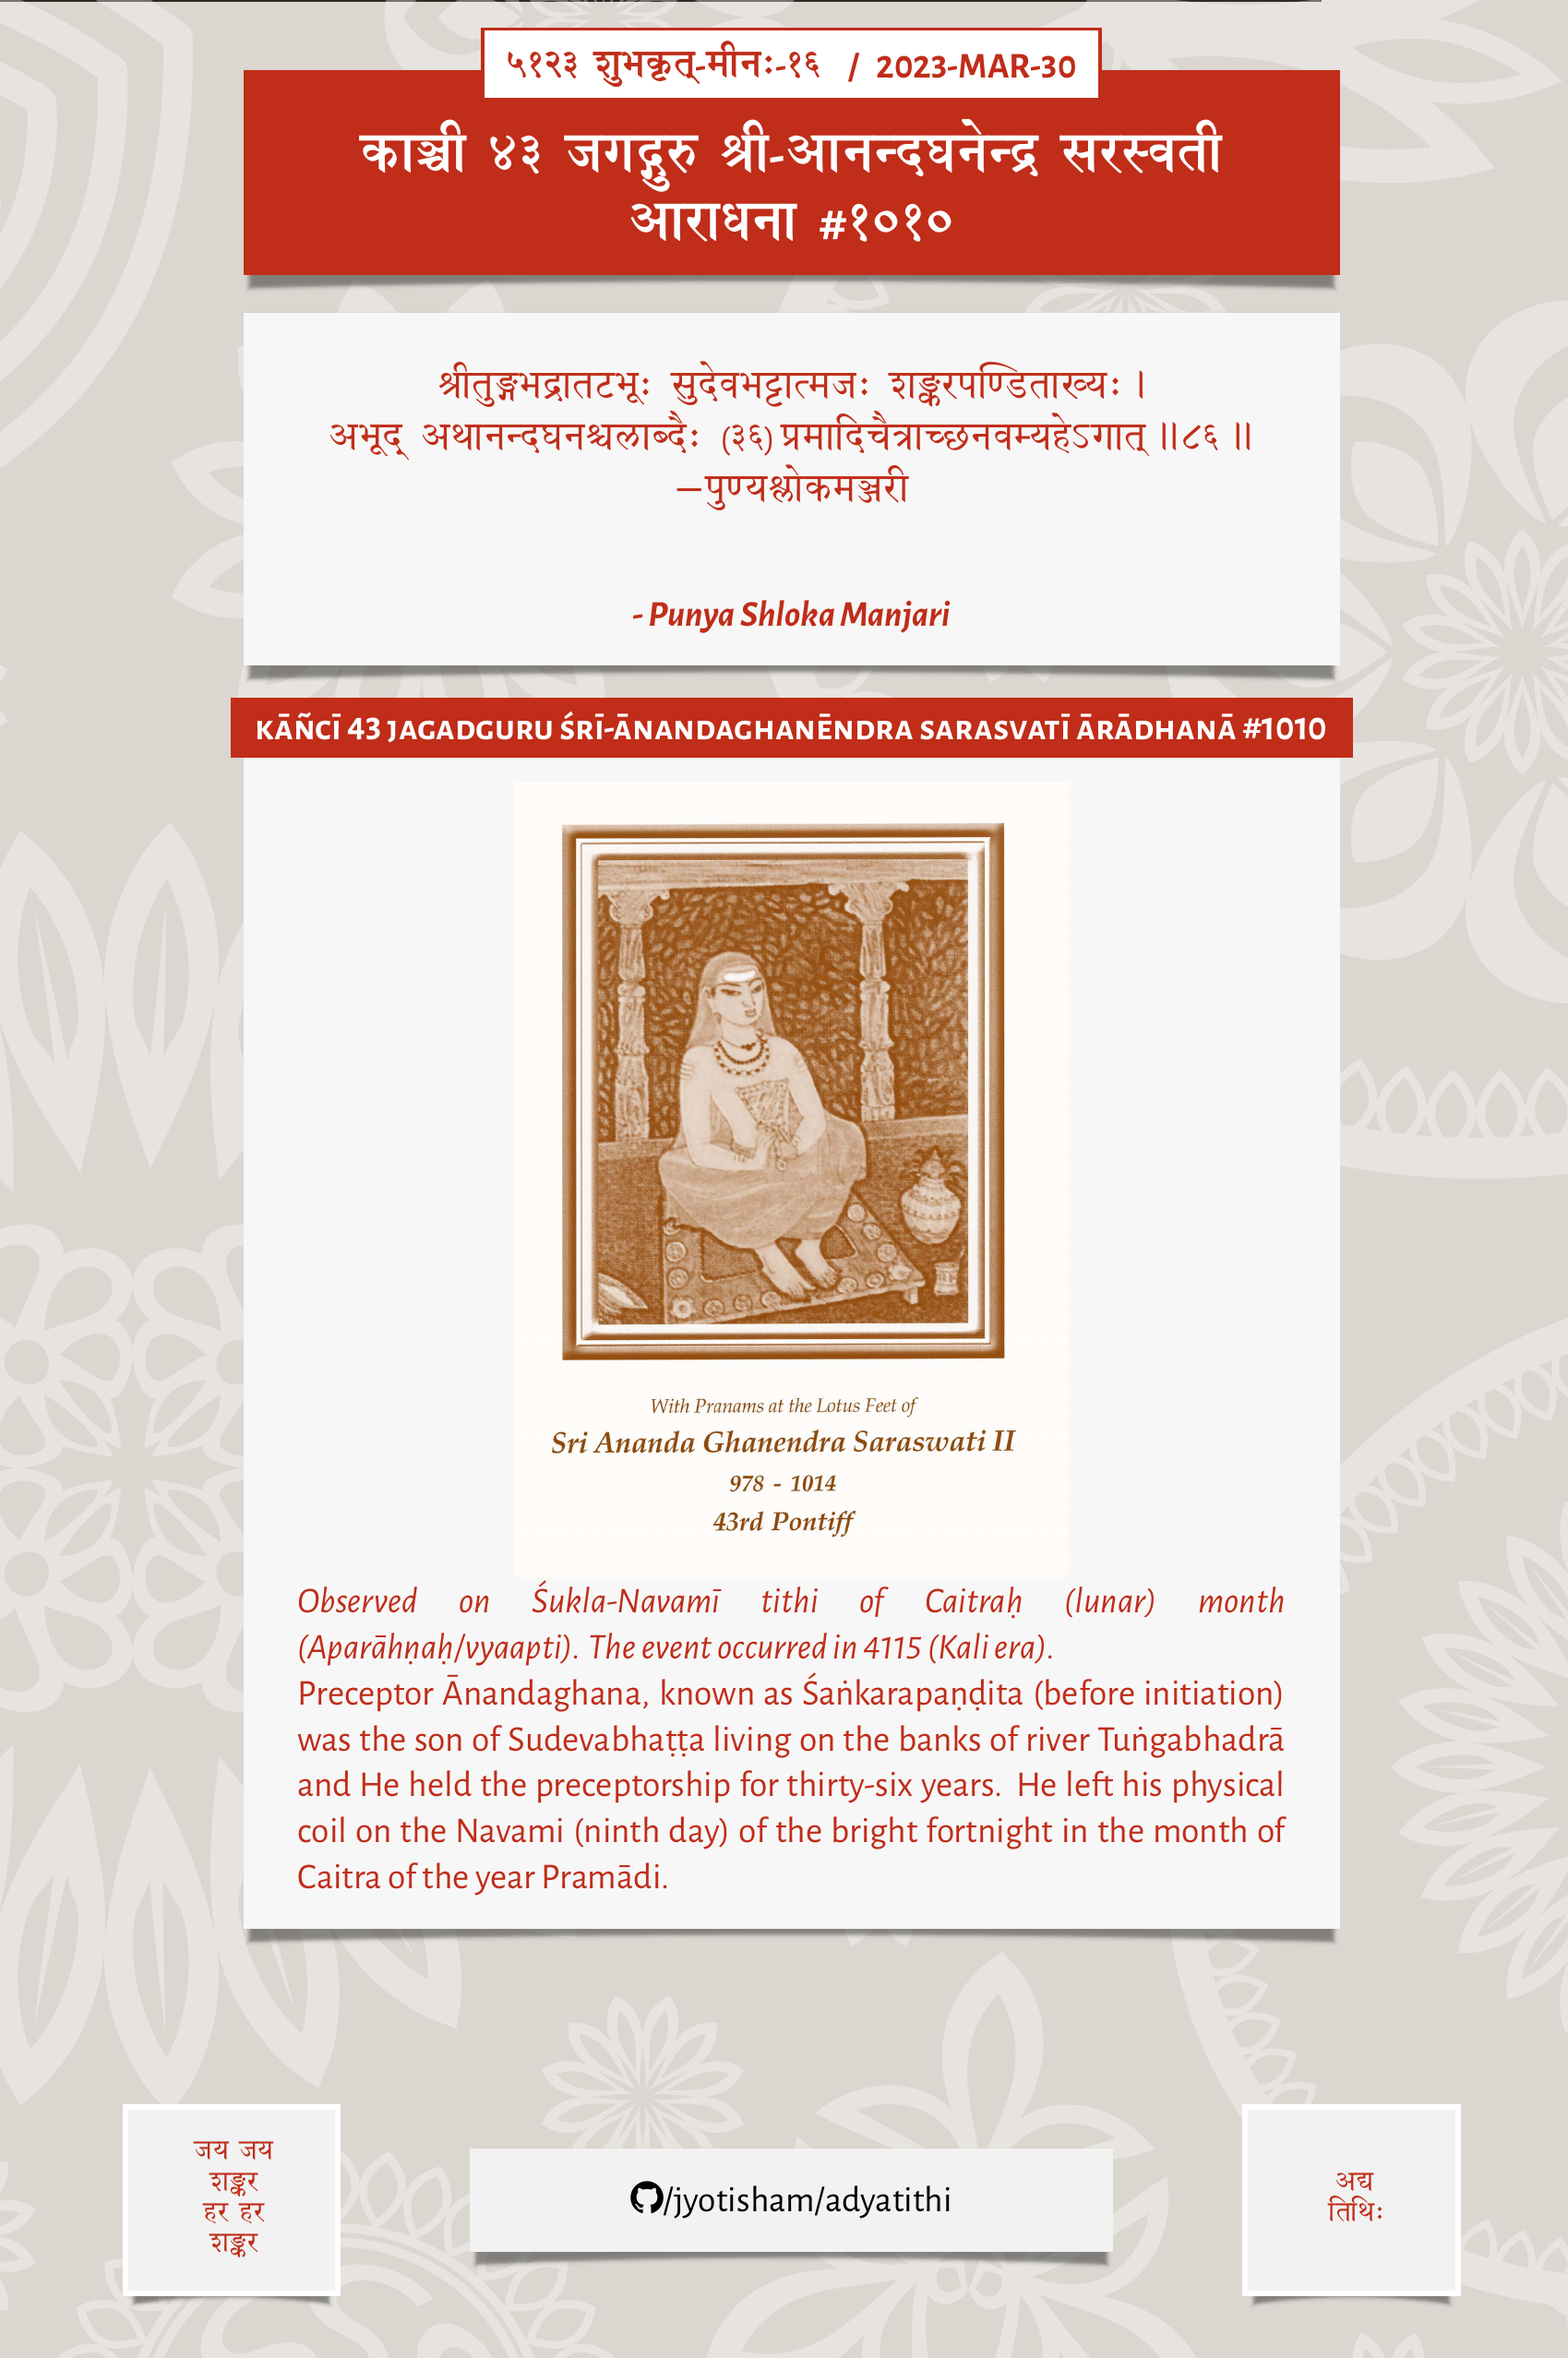 ५१२३ शुभकृत्-मीनः-१६ / 2023-MAR-30
काञ्ची ४३ जगद्गुरु श्री-आनन्दघनेन्द्र सरस्वती
आराधना #१०१०
श्रीतुङ्गभद्रातटभूः सुदेवभट्टात्मजः शङ्करपण्डिताख्यः ।
अभूद् अथानन्दघनश्चलाब्दैः (३६) प्रमादिचैत्राच्छनवम्यहेऽगात् ॥८६ ॥
—पुण्यश्लोकमञ्जरी
- Punya Shloka Manjari
KĀÑCĪ 43 JAGADGURU ŚRĪ-ĀNANDAGHANĒNDRA SARASVATĪ ĀRĀDHANĀ #1010
With Pranams at the Lotus Feet of
Sri Ananda Ghanendra Saraswati II
978 - 1014
43rd Pontiff
Observed on Śukla-Navamī tithi of Caitraḥ (lunar) month
(Aparāhṇaḥ/vyaapti). The event occurred in 4115 (Kali era).
Preceptor Ānandaghana, known as Śaṅkarapaṇḍita (before initiation)
was the son of Sudevabhaṭṭa living on the banks of river Tuṅgabhadrā
and He held the preceptorship for thirty-six years. He left his physical
coil on the Navami (ninth day) of the bright fortnight in the month of
Caitra of the year Pramādi.
जय जय
शङ्कर
हर हर
शङ्कर
/jyotisham/adyatithi
अद्य
तिथिः